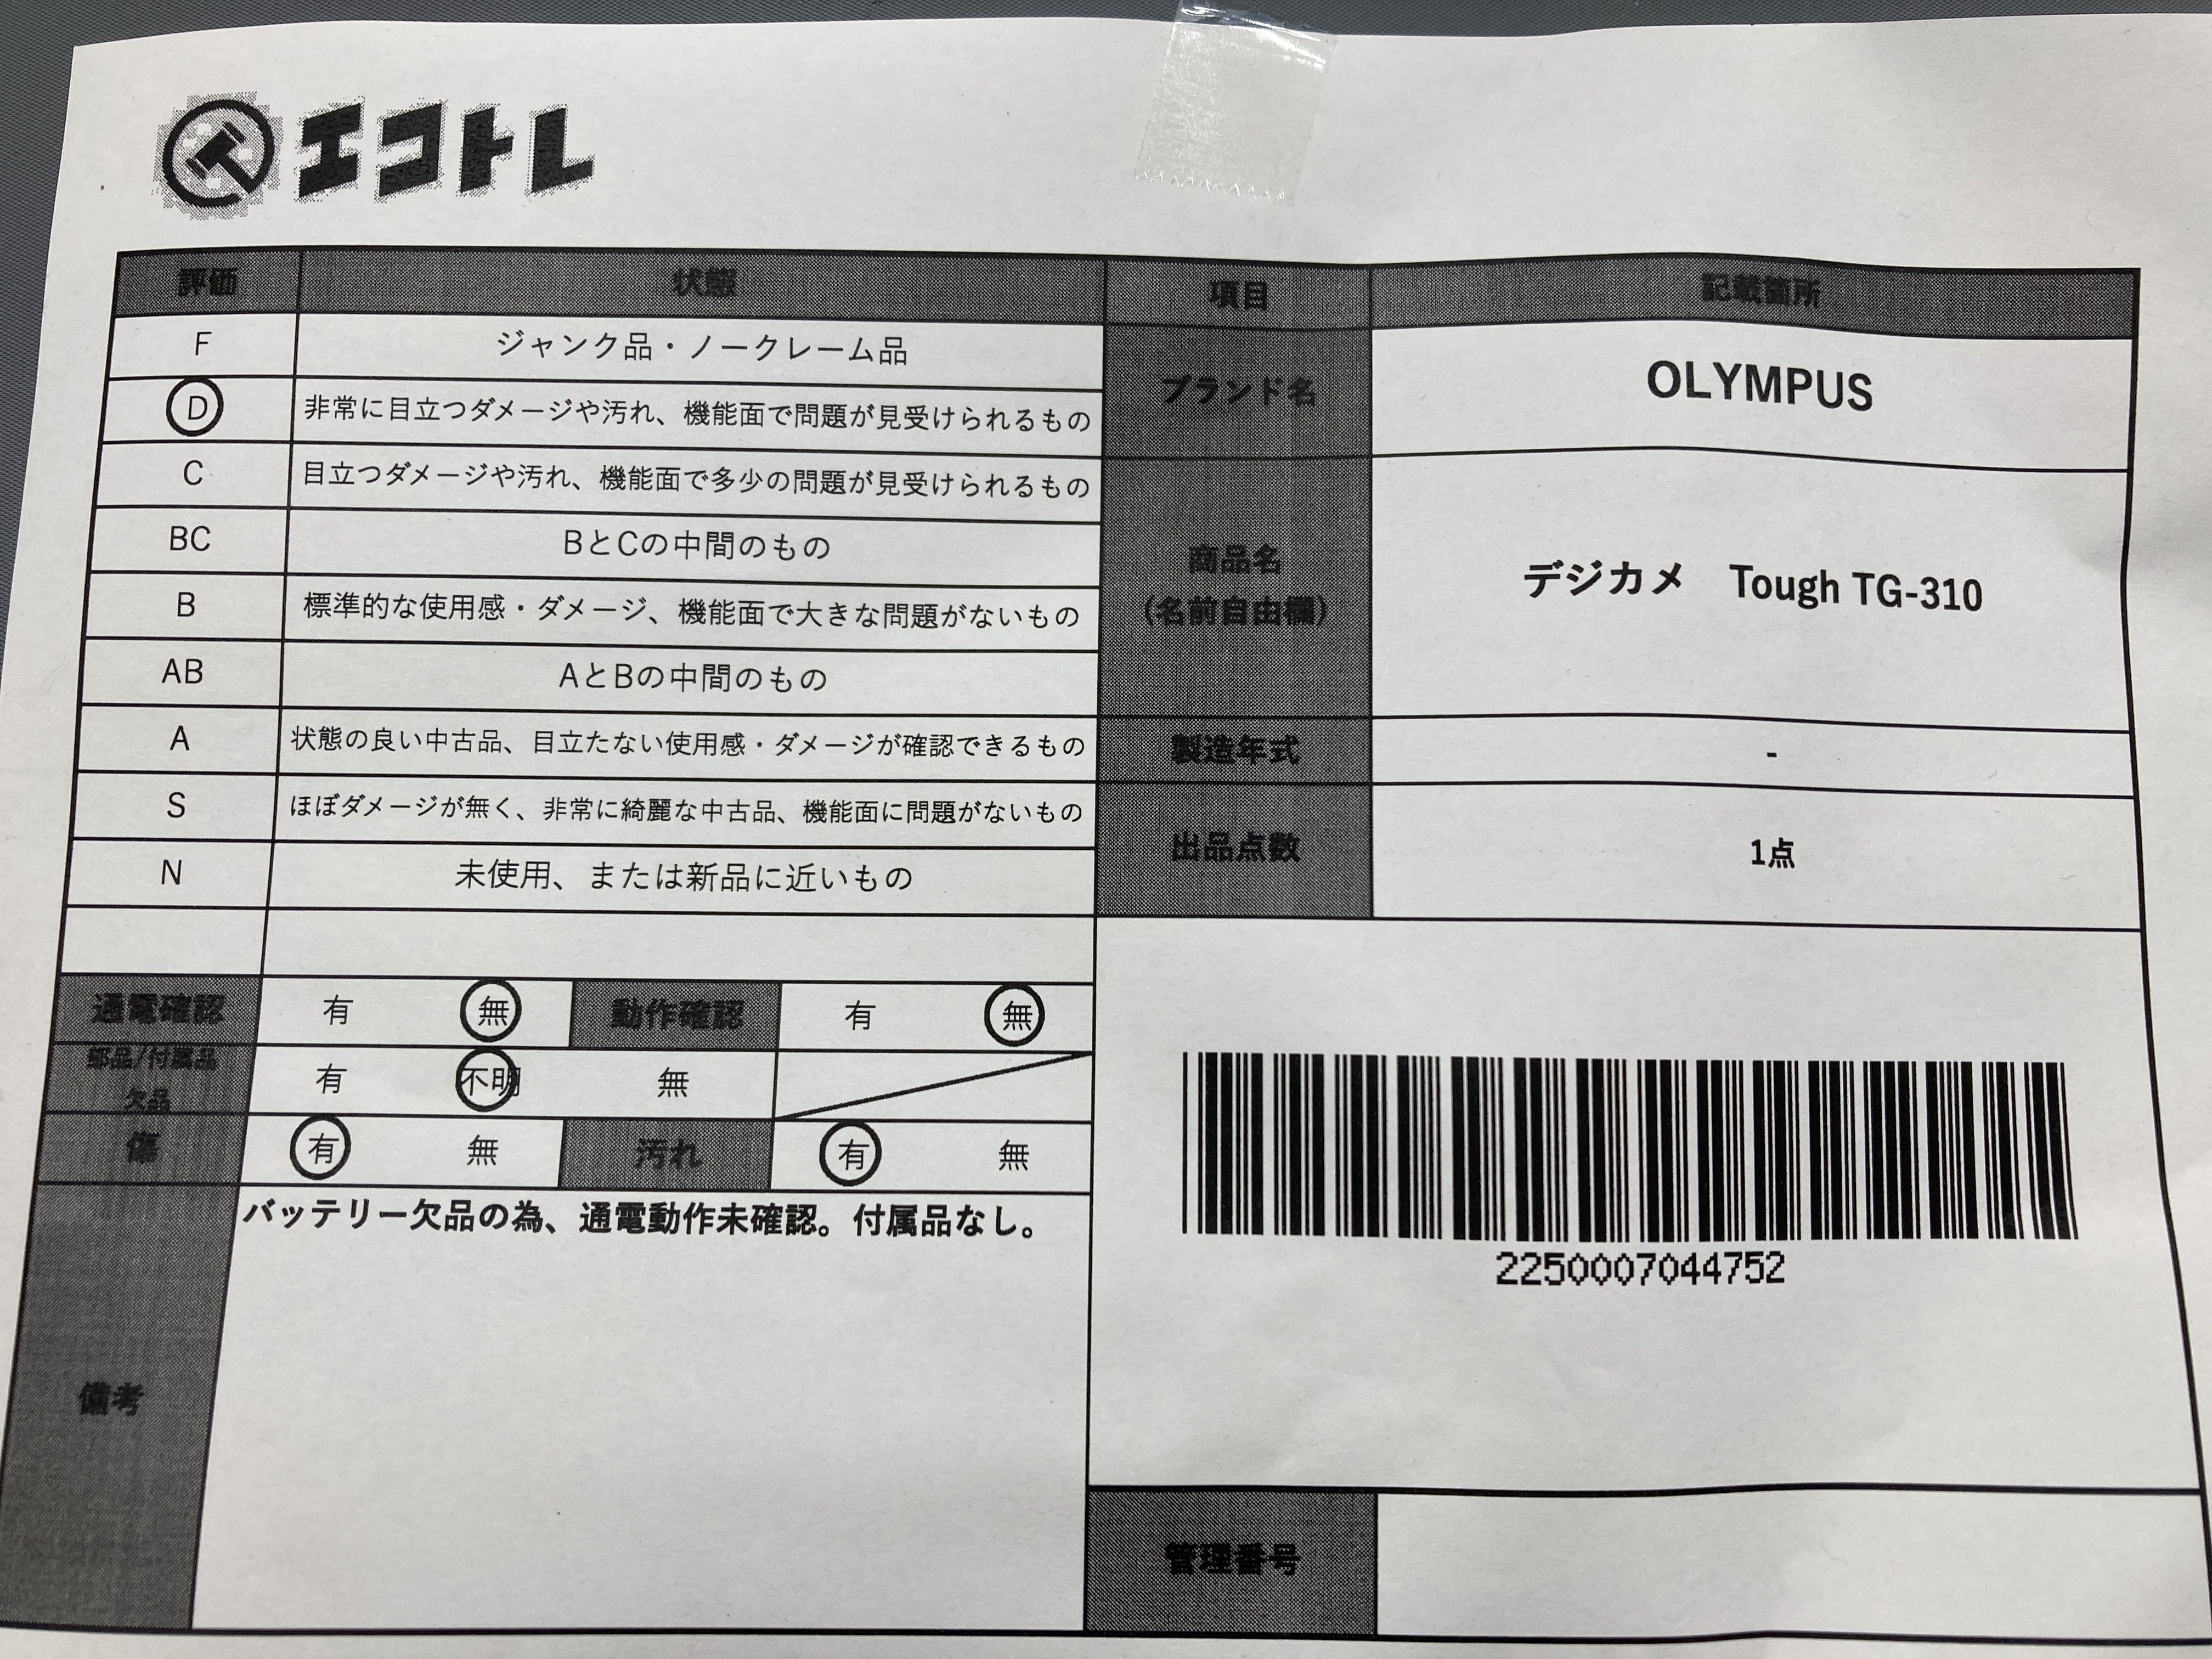 エコトレ
評価 状態
F ジャンク品・ノークレーム品
D 非常に目立つダメージや汚れ、機能面で問題が見受けられるもの
C 目立つダメージや汚れ、機能面で多少の問題が見受けられるもの
BC BとCの中間のもの
B 標準的な使用感・ダメージ、機能面で大きな問題がないもの
AB AとBの中間のもの
A 状態の良い中古品、目立たない使用感・ダメージが確認できるもの
S ほぼダメージが無く、非常に綺麗な中古品、機能面に問題がないもの
N 未使用、または新品に近いもの
通電確認 有 無 動作確認 有 無
部品/付属品
欠品 有 不明 無
傷 有 無 汚れ 有 無
備考 バッテリー欠品の為、通電動作未確認。付属品なし。
項目 記載箇所
ブランド名 OLYMPUS
商品名
(名前自由欄) デジカメ Tough TG-310
製造年式 -
出品点数 1点
2250007044752
管理番号